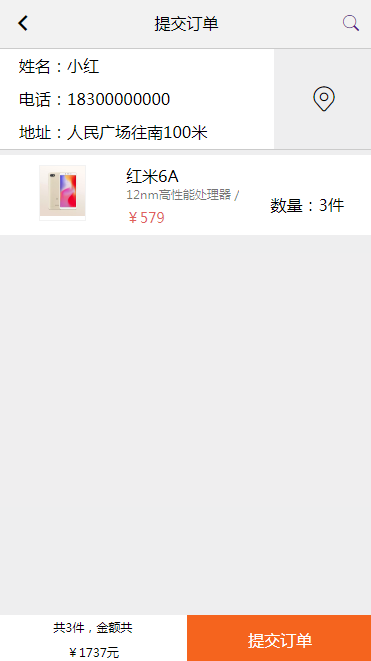 提交订单
姓名：小红
电话：18300000000
地址：人民广场往南100米
红米6A
12nm高性能处理器 /
￥579
数量：3件
共3件，金额共
￥1737元
提交订单